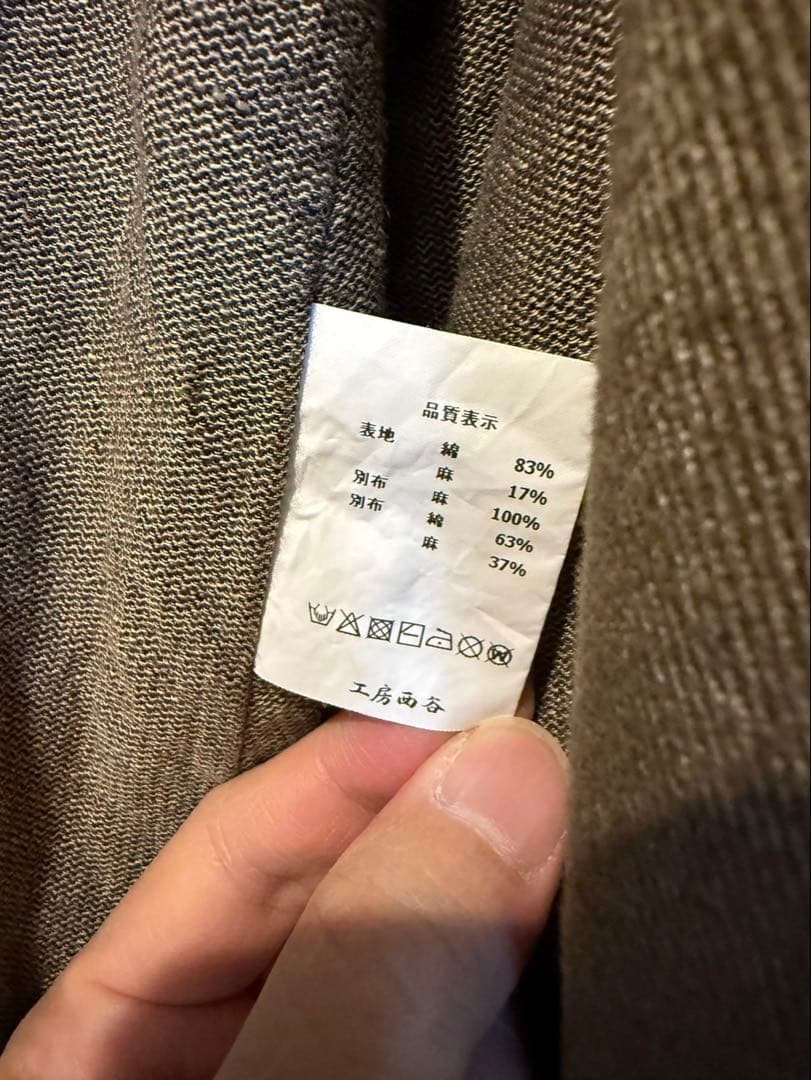 品質表示
表地 綿 83%
麻 17%
別布 麻 100%
別布 綿 63%
麻 37%
W
工房西谷